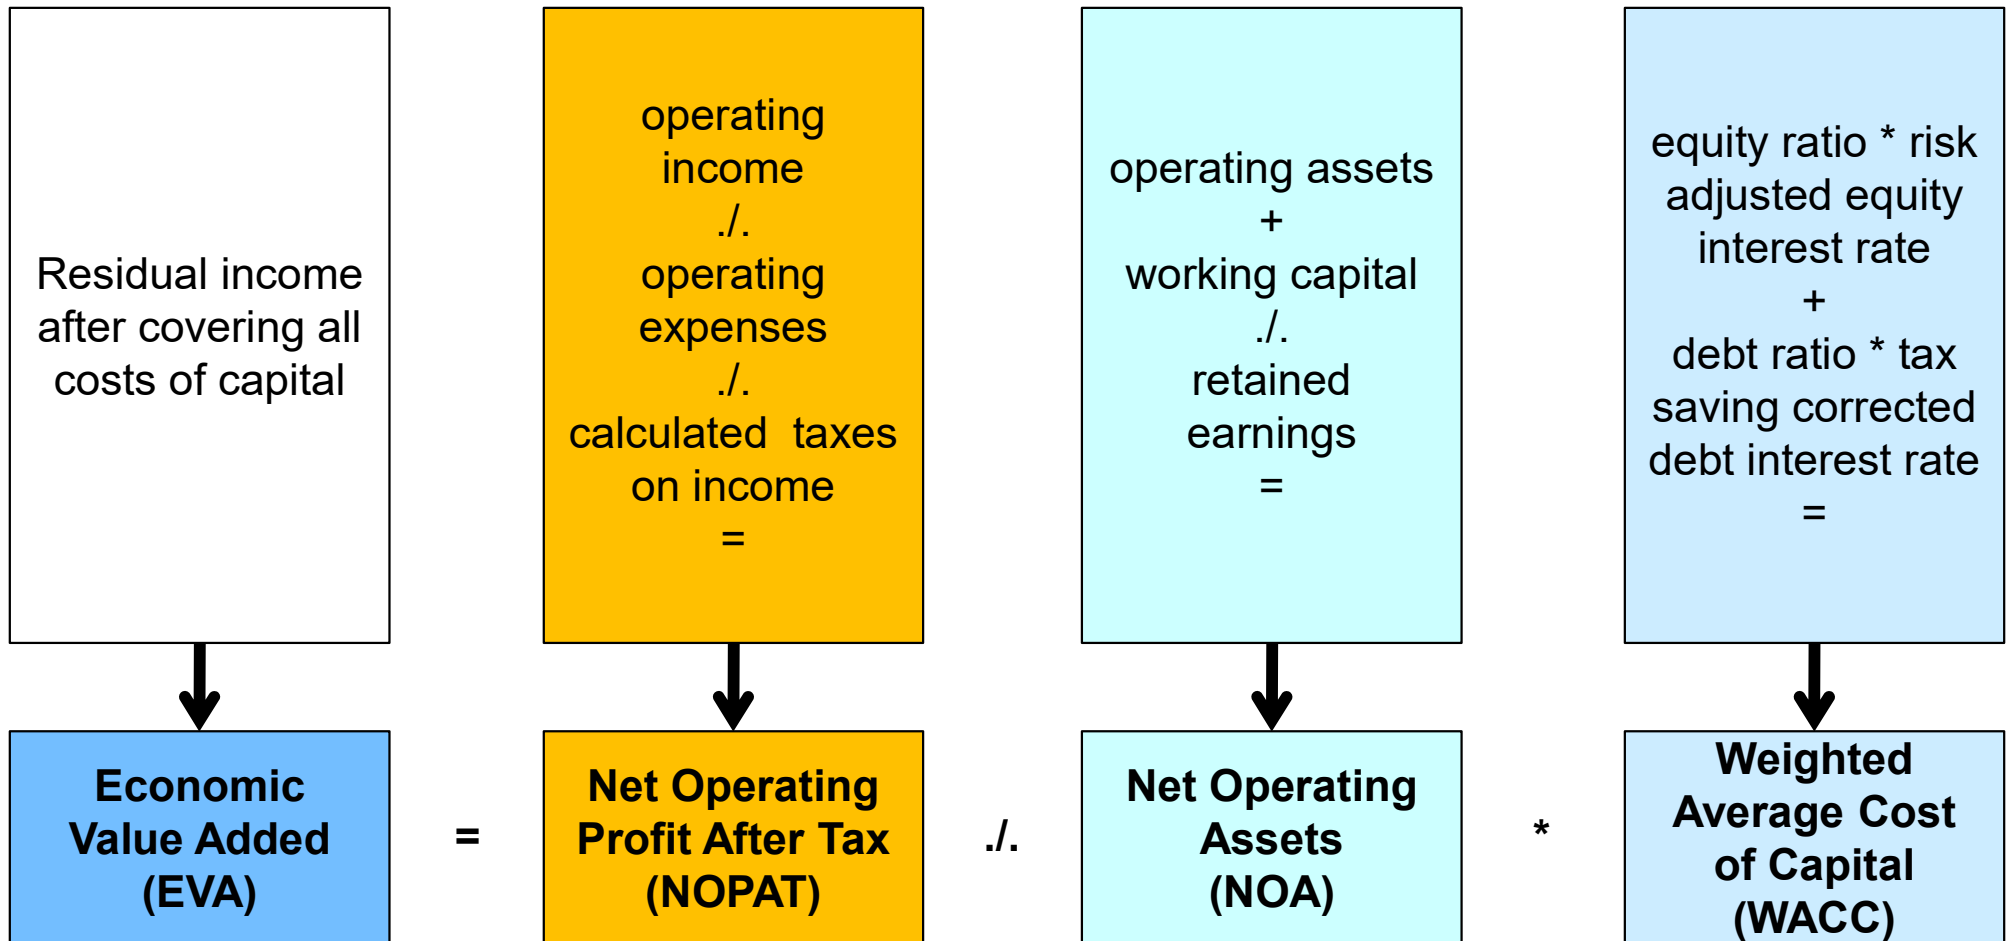 Residual income
after covering all
costs of capital
operating
income
./.
operating
expenses
./.
calculated  taxes
on income
=
operating assets
+
working capital
./.
retained
earnings
=
equity ratio * risk
adjusted equity
interest rate
+
debt ratio * tax
saving corrected
debt interest rate
=
Economic
Value Added
(EVA)
=
Net Operating
Profit After Tax
(NOPAT)
./.
Net Operating
Assets
(NOA)
*
Weighted
Average Cost
of Capital
(WACC)